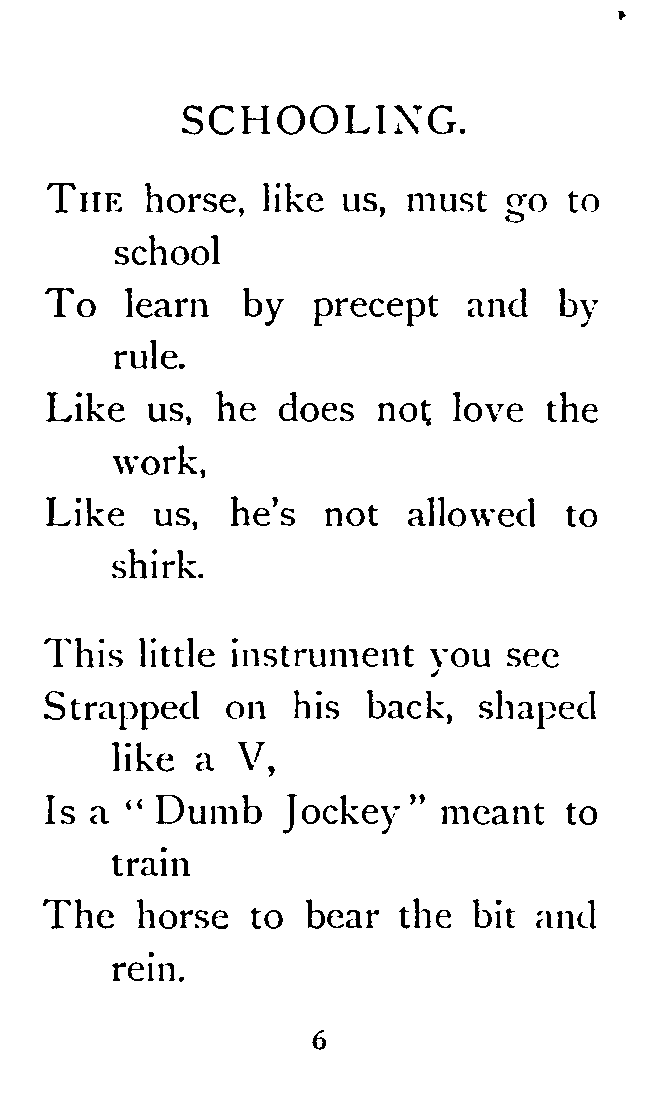 SCHOOLING.
THE horse, like us, must go to
school
To learn by precept and by
rule.
Like us, he does not love the
work,
Like us, he's not allowed to
shirk.
This little instrument you see
Strapped on his back, shaped
like a V,
Is a "Dumb Jockey" meant to
train
The horse to bear the bit and
rein.
6